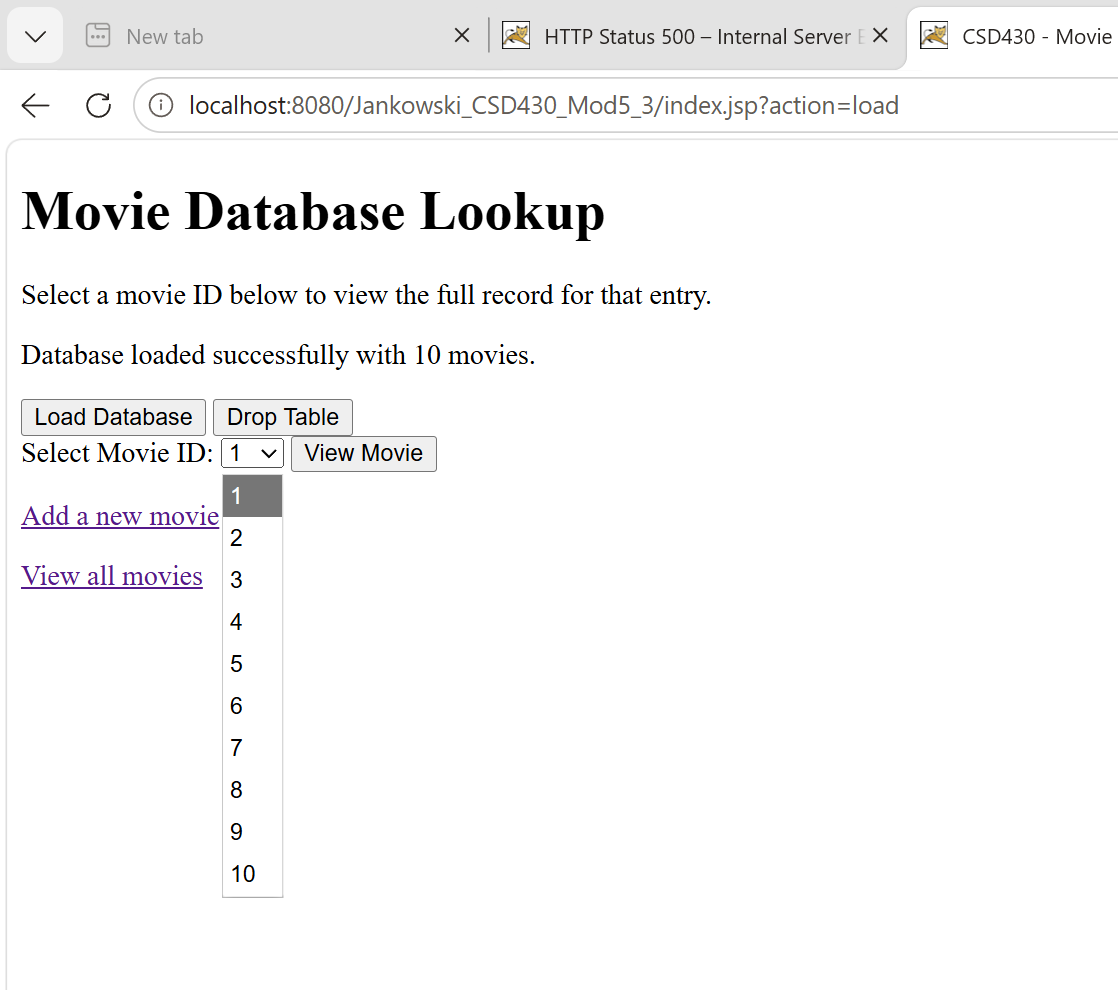 New tab
HTTP Status 500 – Internal Server E
CSD430 - Movie
localhost:8080/Jankowski_CSD430_Mod5_3/index.jsp?action=load
Movie Database Lookup
Select a movie ID below to view the full record for that entry.
Database loaded successfully with 10 movies.
Load Database Drop Table
Select Movie ID: 1 View Movie
1
Add a new movie
2
View all movies
3
4
5
6
7
8
9
10